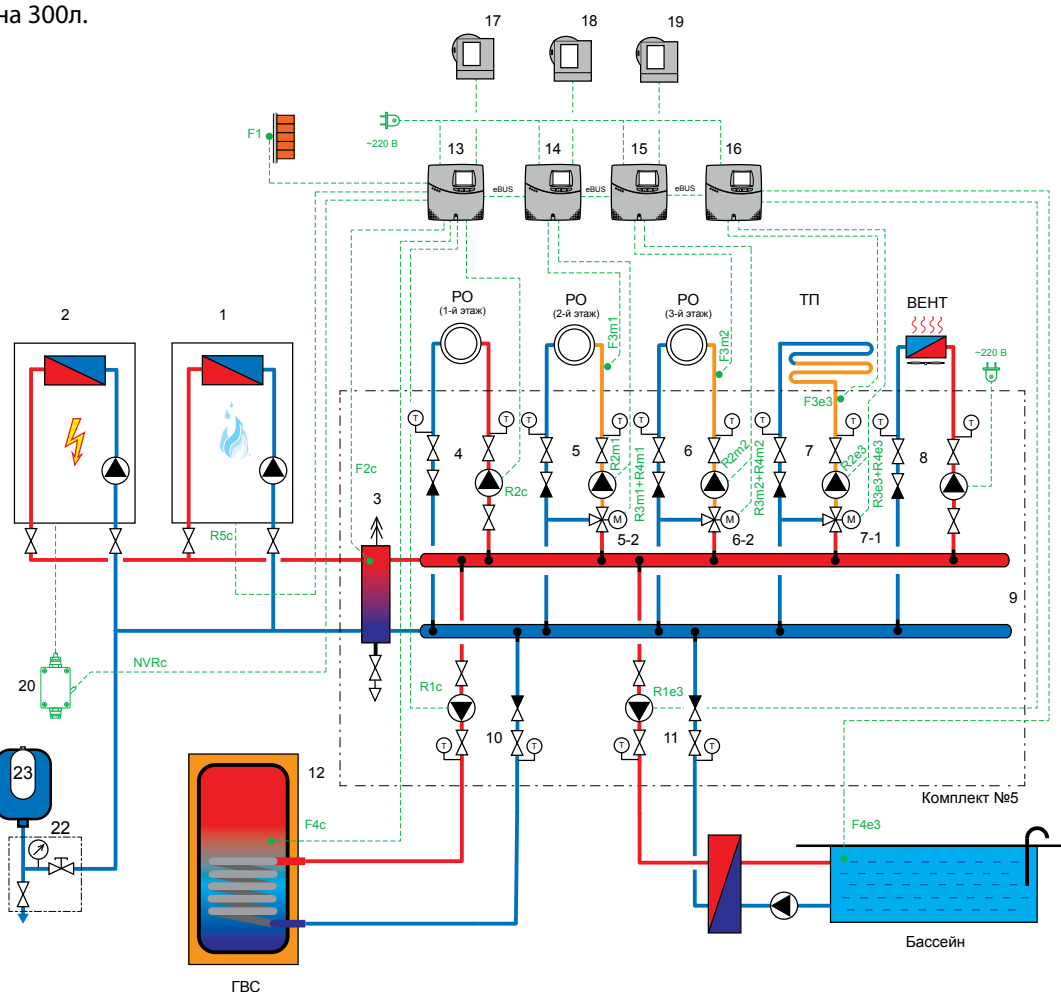 на 300л.
17
18
19
F1
~220 В
13
14
15
16
eBUS
eBUS
eBUS
2
1
РО
(1-й этаж)
РО
(2-й этаж)
РО
(3-й этаж)
ТП
ВЕНТ
F3m1
F3m2
~220 В
F3e3
T
T
T
T
T
T
T
T
T
T
4
5
6
7
8
F2c
3
R2c
R2m1
R3m1+R4m1
R2m2
R3m2+R4m2
R2e3
R3e3+R4e3
M
M
M
R5c
5-2
6-2
7-1
9
NVRc
20
R1c
R1e3
10
11
T
T
T
T
23
12
Комплект №5
22
F4c
F4e3
Бассейн
ГВС